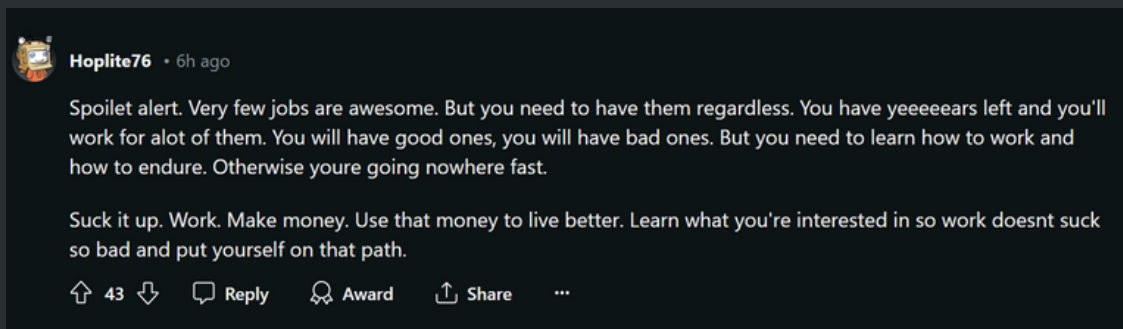 Hoplite76 • 6h ago
Spoilet alert. Very few jobs are awesome. But you need to have them regardless. You have yeeeeears left and you'll
work for alot of them. You will have good ones, you will have bad ones. But you need to learn how to work and
how to endure. Otherwise youre going nowhere fast.
Suck it up. Work. Make money. Use that money to live better. Learn what you're interested in so work doesnt suck
so bad and put yourself on that path.
43 Reply Award Share ...